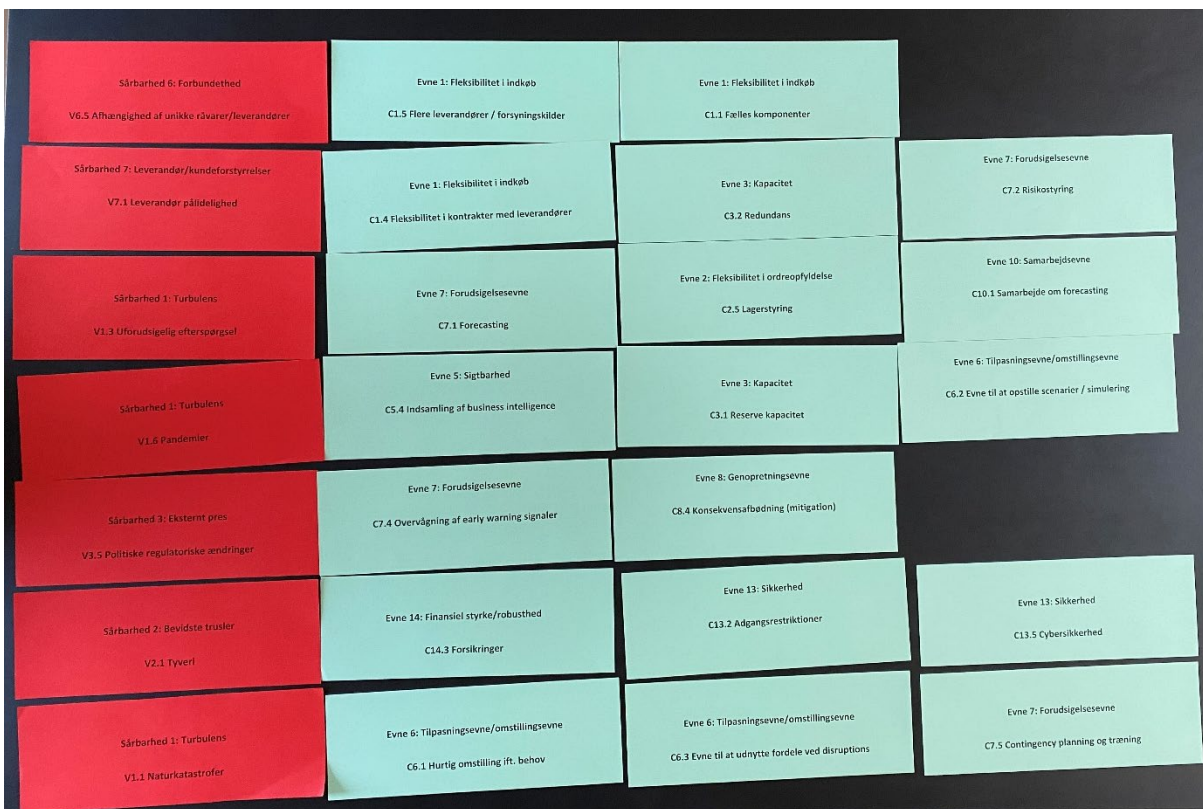 Sårbarhed 6: Forbundethed
V6.5 Afhængighed af unikke råvarer/leverandører
Evne 1: Fleksibilitet i indkøb
C1.5 Flere leverandører / forsyningskilder
Evne 1: Fleksibilitet i indkøb
C1.1 Fælles komponenter
Sårbarhed 7: Leverandør/kundeforstyrrelser
V7.1 Leverandør pålidelighed
Evne 1: Fleksibilitet i indkøb
C1.4 Fleksibilitet i kontrakter med leverandører
Evne 3: Kapacitet
C3.2 Redundans
Evne 7: Forudsigelsesevne
C7.2 Risikostyring
Sårbarhed 1: Turbulens
V1.3 Uforudsigelig efterspørgsel
Evne 7: Forudsigelsesevne
C7.1 Forecasting
Evne 2: Fleksibilitet i ordreopfyldelse
C2.5 Lagerstyring
Evne 10: Samarbejdsevne
C10.1 Samarbejde om forecasting
Sårbarhed 1: Turbulens
V1.6 Pandemier
Evne 5: Sigtbarhed
C5.4 Indsamling af business intelligence
Evne 3: Kapacitet
C3.1 Reserve kapacitet
Evne 6: Tilpasningsevne/omstillingsevne
C6.2 Evne til at opstille scenarier / simulering
Sårbarhed 3: Eksternt pres
V3.5 Politiske regulatoriske ændringer
Evne 7: Forudsigelsesevne
C7.4 Overvågning af early warning signaler
Evne 8: Genopretningsevne
C8.4 Konsekvensafbødning (mitigation)
Sårbarhed 2: Bevidste trusler
V2.1 Tyveri
Evne 14: Finansiel styrke/robusthed
C14.3 Forsikringer
Evne 13: Sikkerhed
C13.2 Adgangsrestriktioner
Evne 13: Sikkerhed
C13.5 Cybersikkerhed
Sårbarhed 1: Turbulens
V1.1 Naturkatastrofer
Evne 6: Tilpasningsevne/omstillingsevne
C6.1 Hurtig omstilling ift. behov
Evne 6: Tilpasningsevne/omstillingsevne
C6.3 Evne til at udnytte fordele ved disruptions
Evne 7: Forudsigelsesevne
C7.5 Contingency planning og træning